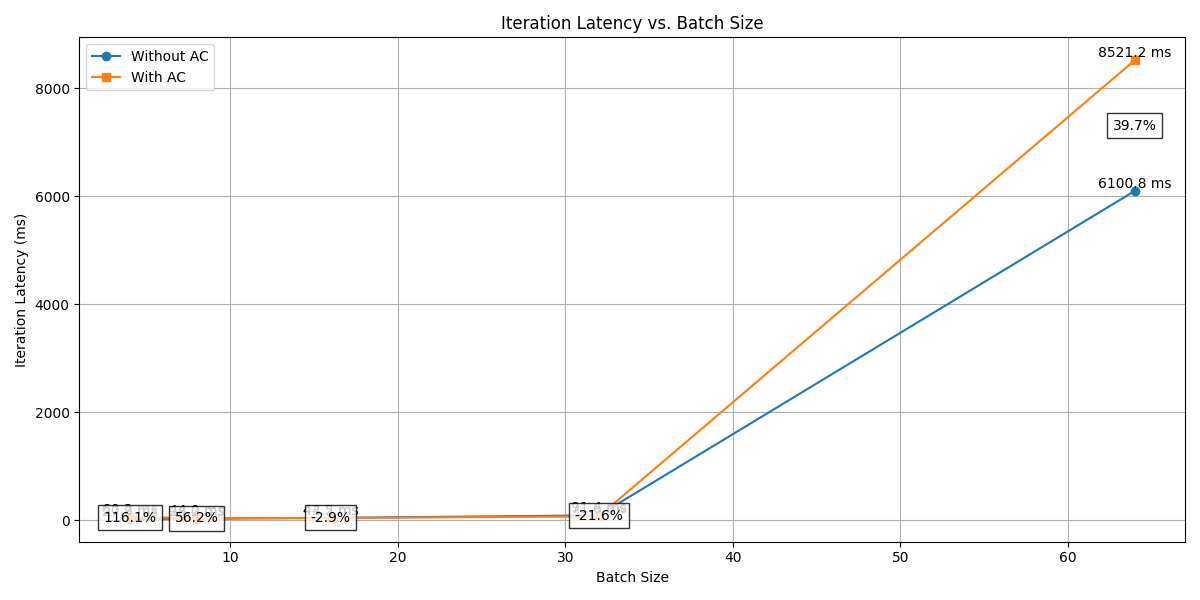 Iteration Latency vs. Batch Size
Without AC
With AC
8521.2 ms
39.7%
6100.8 ms
8000
6000
4000
2000
0
Iteration Latency (ms)
116.1%
56.2%
-2.9%
-21.6%
10
20
30
40
50
60
Batch Size